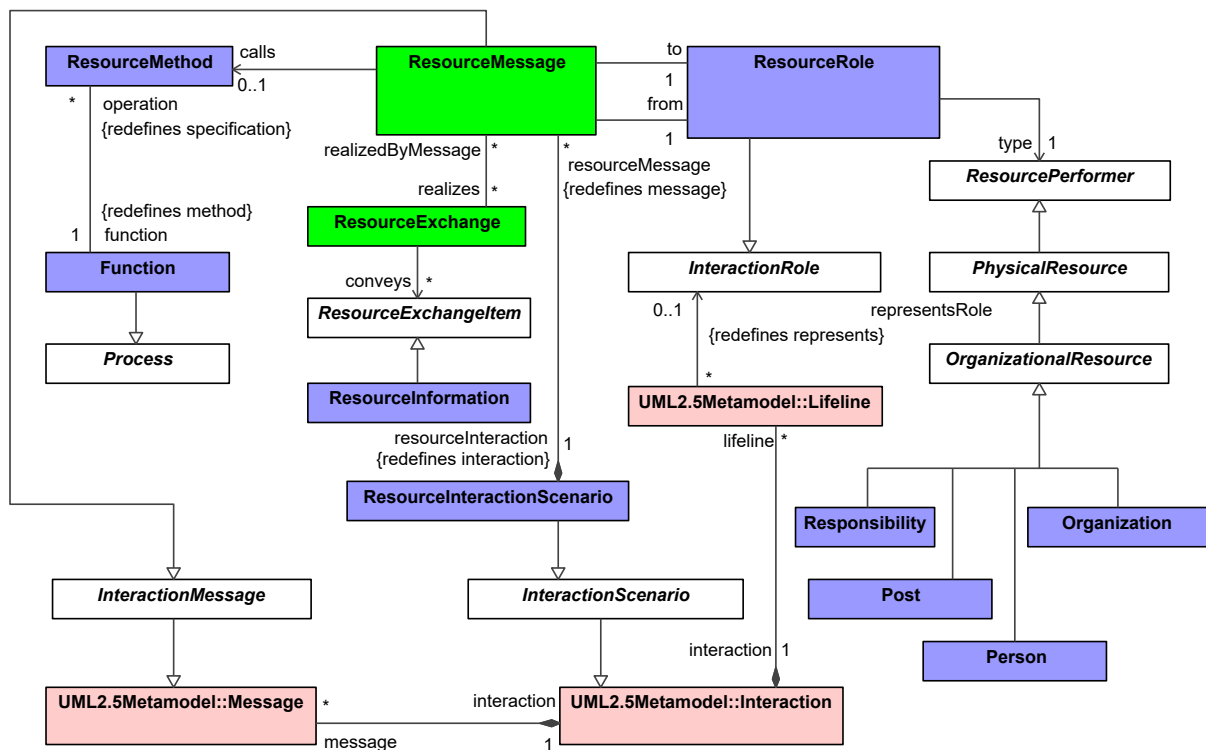 calls
to
ResourceMethod
ResourceMessage
ResourceRole
0..1
1
*
operation
from
{redefines specification}
1
type
1
realizedByMessage
*
*
resourceMessage
{redefines message}
ResourcePerformer
realizes
*
{redefines method}
1
function
ResourceExchange
Function
InteractionRole
PhysicalResource
conveys
*
ResourceExchangeItem
0..1
representsRole
{redefines represents}
Process
OrganizationalResource
*
ResourceInformation
UML2.5Metamodel::Lifeline
resourceInteraction
1
lifeline
*
{redefines interaction}
ResourceInteractionScenario
Responsibility
Organization
InteractionMessage
InteractionScenario
Post
interaction
1
Person
UML2.5Metamodel::Message
*
interaction
UML2.5Metamodel::Interaction
message
1